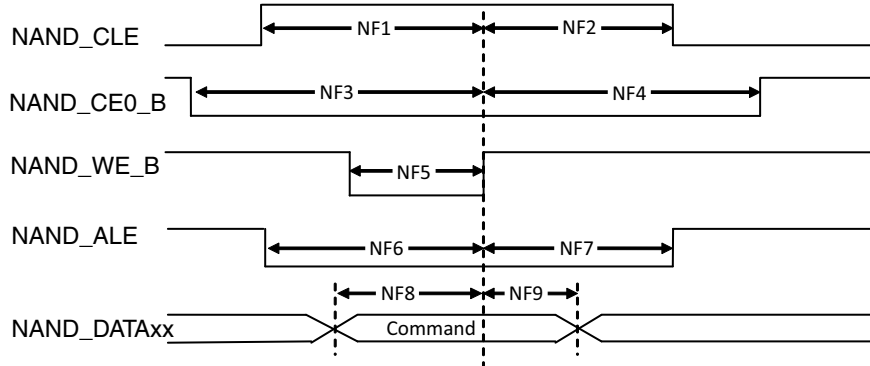 NAND_CLE
NF1
NF2
NAND_CE0_B
NF3
NF4
NAND_WE_B
NF5
NAND_ALE
NF6
NF7
NF8
NF9
NAND_DATAxx
Command